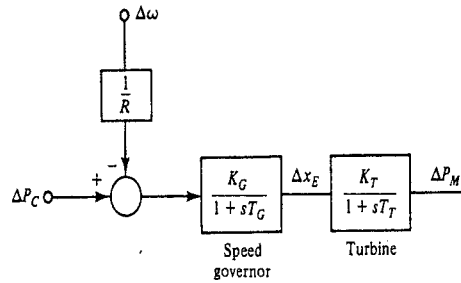 Δω
1
R
−
+
ΔP_C
K_G
1 + sT_G
Δx_E
K_T
1 + sT_T
ΔP_M
Speed
governor
Turbine